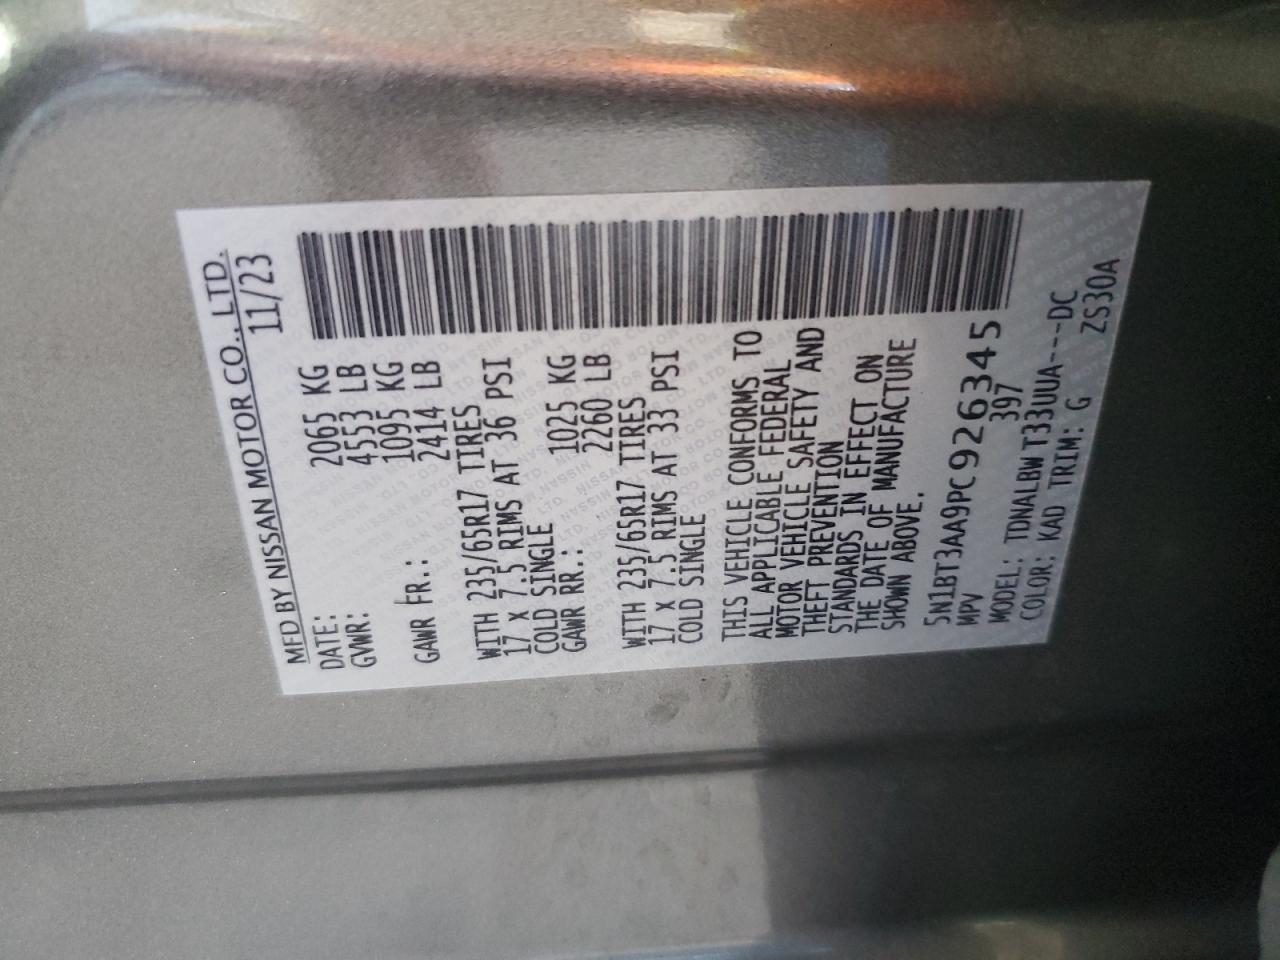 MFD BY NISSAN MOTOR CO., LTD.
DATE: 11/23
GVWR: 2065 KG
4553 LB
GAWR FR.: 1095 KG
2414 LB
WITH 235/65R17 TIRES
17 X 7.5 RIMS AT 36 PSI
COLD SINGLE
GAWR RR.: 1025 KG
2260 LB
WITH 235/65R17 TIRES
17 X 7.5 RIMS AT 33 PSI
COLD SINGLE
THIS VEHICLE CONFORMS TO
ALL APPLICABLE FEDERAL
MOTOR VEHICLE SAFETY AND
THEFT PREVENTION
STANDARDS IN EFFECT ON
THE DATE OF MANUFACTURE
SHOWN ABOVE.
5N1BT3AA9PC926345
MPV 397
MODEL: TDNALBW T33UUA---DC
COLOR: KAD TRIM: G ZS30A